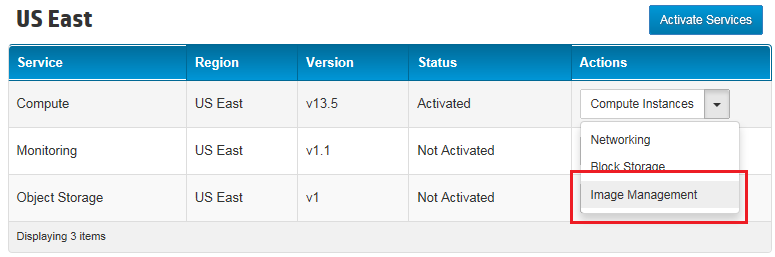 US East
Activate Services
Service Region Version Status Actions
Compute US East v13.5 Activated Compute Instances
Networking
Monitoring US East v1.1 Not Activated
Block Storage
Object Storage US East v1 Not Activated Image Management
Displaying 3 items